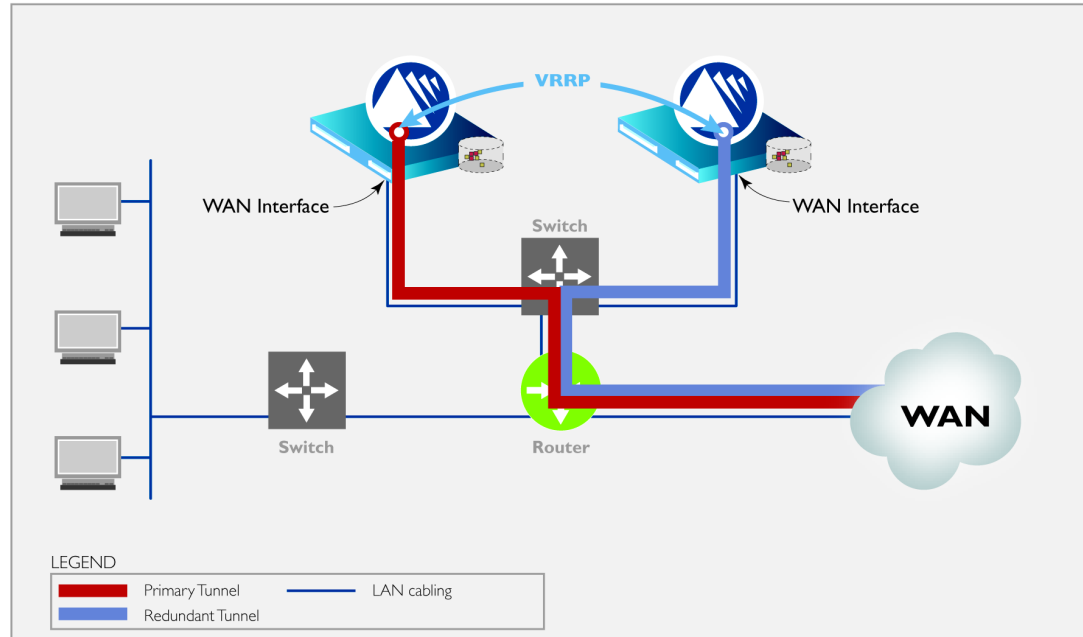 VRRP
WAN Interface
WAN Interface
Switch
Switch
Router
WAN
LEGEND
Primary Tunnel
LAN cabling
Redundant Tunnel